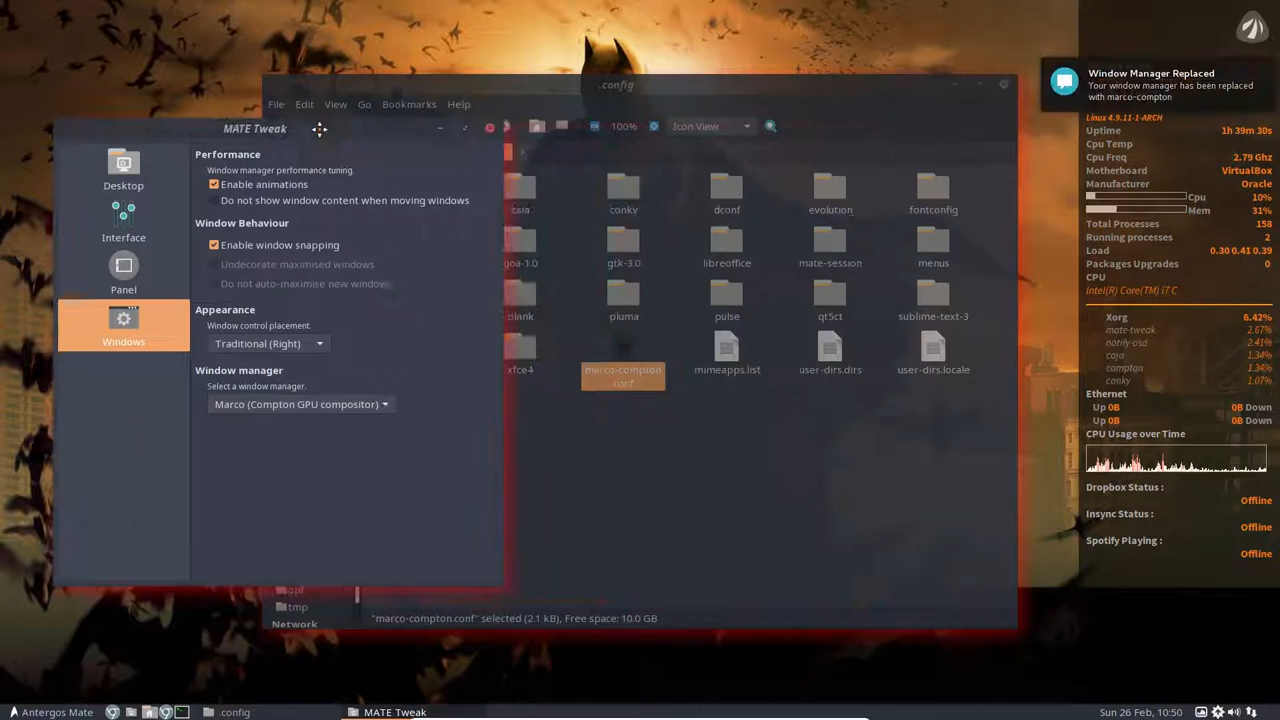 .config
File Edit View Go Bookmarks Help
100% Icon View
conky dconf evolution fontconfig
goa-1.0 gtk-3.0 libreoffice mate-session menus
plank pluma pulse qt5ct sublime-text-3
xfce4 marco-compton.conf mimeapps.list user-dirs.dirs user-dirs.locale
tmp
Network
"marco-compton.conf" selected (2.1 kB), Free space: 10.0 GB
MATE Tweak
Desktop
Interface
Panel
Windows
Performance
Window manager performance tuning.
Enable animations
Do not show window content when moving windows
Window Behaviour
Enable window snapping
Undecorate maximised windows
Do not auto-maximise new windows
Appearance
Window control placement.
Traditional (Right)
Window manager
Select a window manager.
Marco (Compton GPU compositor)
Window Manager Replaced
Your window manager has been replaced
with marco-compton
Linux 4.9.11-1-ARCH
Uptime 1h 39m 30s
Cpu Temp
Cpu Freq 2.79 Ghz
Motherboard VirtualBox
Manufacturer Oracle
Cpu 10%
Mem 31%
Total Processes 158
Running processes 2
Load 0.30 0.41 0.39
Packages Upgrades 0
CPU
Intel(R) Core(TM) i7 C
Xorg 6.42%
mate-tweak 2.67%
notify-osd 2.41%
caja 1.34%
compton 1.34%
conky 1.07%
Ethernet
Up 0B 0B Down
Up 0B 0B Down
CPU Usage over Time
Dropbox Status :
Offline
Insync Status :
Offline
Spotify Playing :
Offline
Antergos Mate .config MATE Tweak Sun 26 Feb, 10:50